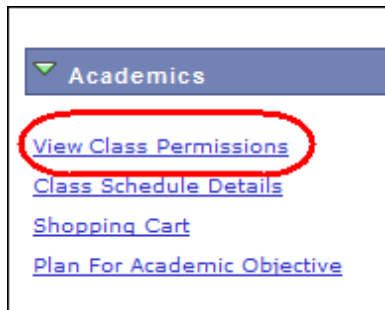 Academics
View Class Permissions
Class Schedule Details
Shopping Cart
Plan For Academic Objective